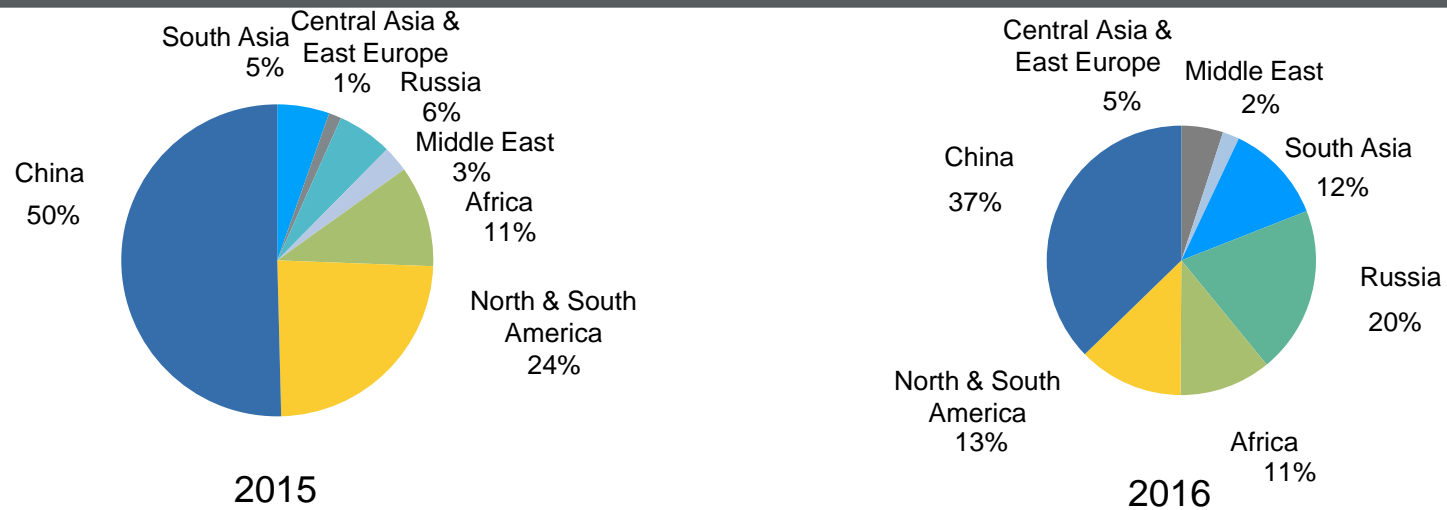 South Asia
5%
Central Asia &
East Europe
1%
Russia
6%
Middle East
3%
Africa
11%
North & South
America
24%
China
50%
2015
Central Asia &
East Europe
5%
Middle East
2%
South Asia
12%
Russia
20%
Africa
11%
North & South
America
13%
China
37%
2016